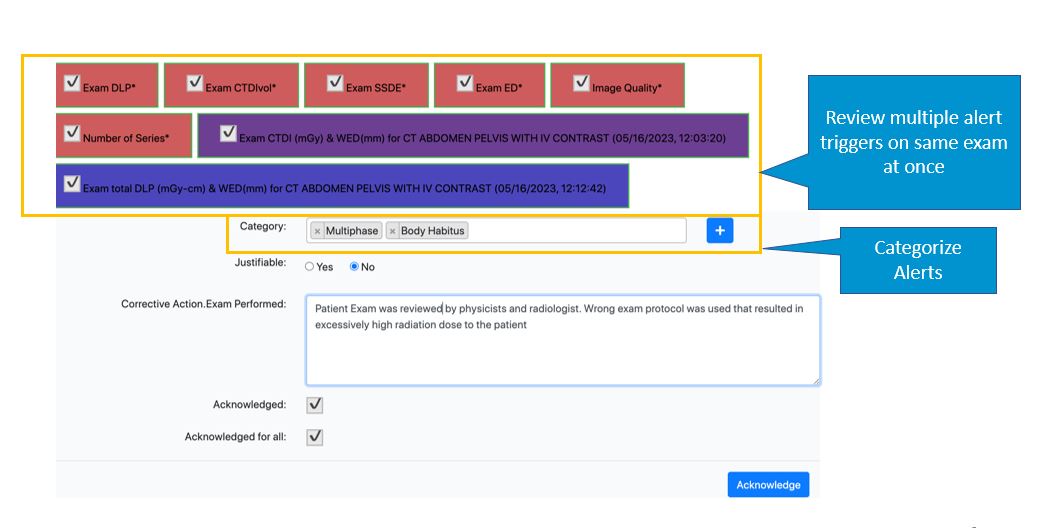 Exam DLP* Exam CTDIvol* Exam SSDE* Exam ED* Image Quality*
Number of Series* Exam CTDI (mGy) & WED(mm) for CT ABDOMEN PELVIS WITH IV CONTRAST (05/16/2023, 12:03:20)
Exam total DLP (mGy-cm) & WED(mm) for CT ABDOMEN PELVIS WITH IV CONTRAST (05/16/2023, 12:12:42)
Review multiple alert
triggers on same exam
at once
Category: × Multiphase × Body Habitus +
Categorize
Alerts
Justifiable: Yes No
Corrective Action.Exam Performed: Patient Exam was reviewed by physicists and radiologist. Wrong exam protocol was used that resulted in
excessively high radiation dose to the patient
Acknowledged:
Acknowledged for all:
Acknowledge